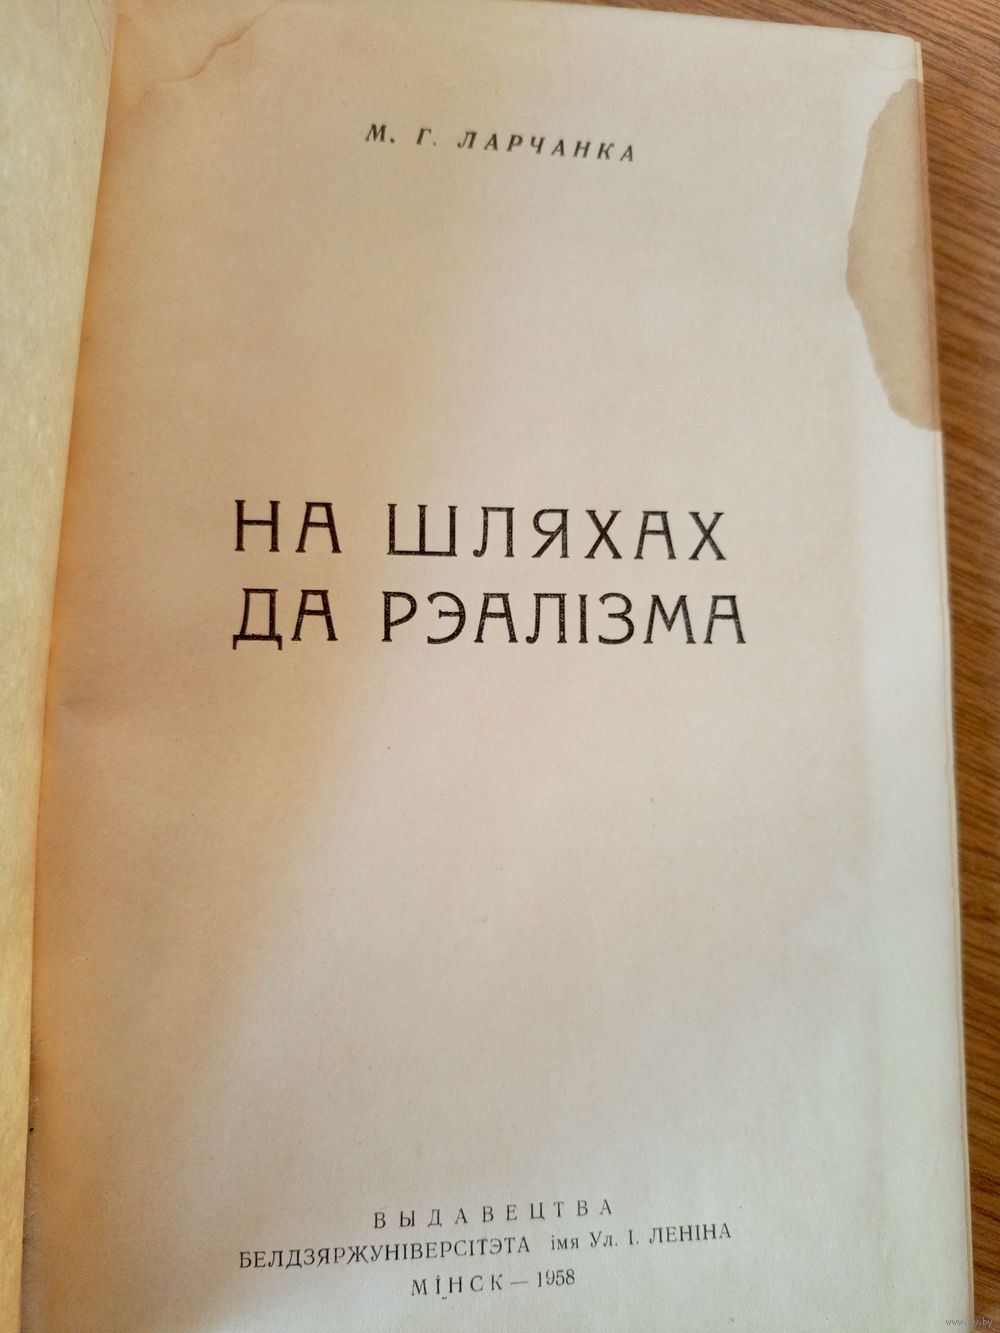 М. Г. ЛАРЧАНКА
НА ШЛЯХАХ
ДА РЭАЛІЗМА
ВЫДАВЕЦТВА
БЕЛДЗЯРЖУНІВЕРСІТЭТА імя Ул. І. ЛЕНІНА
МІНСК — 1958